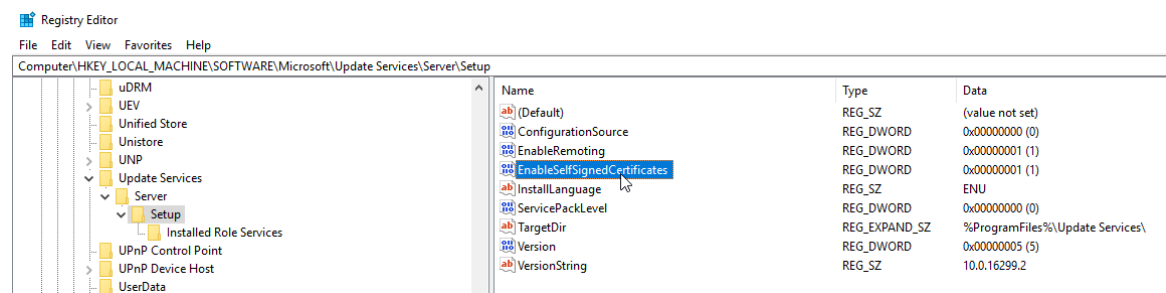 Registry Editor
File Edit View Favorites Help
Computer\HKEY_LOCAL_MACHINE\SOFTWARE\Microsoft\Update Services\Server\Setup
uDRM
UEV
Unified Store
Unistore
UNP
Update Services
Server
Setup
Installed Role Services
UPnP Control Point
UPnP Device Host
UserData
Name Type Data
(Default) REG_SZ (value not set)
ConfigurationSource REG_DWORD 0x00000000 (0)
EnableRemoting REG_DWORD 0x00000001 (1)
EnableSelfSignedCertificates REG_DWORD 0x00000001 (1)
InstallLanguage REG_SZ ENU
ServicePackLevel REG_DWORD 0x00000000 (0)
TargetDir REG_EXPAND_SZ %ProgramFiles%\Update Services\
Version REG_DWORD 0x00000005 (5)
VersionString REG_SZ 10.0.16299.2